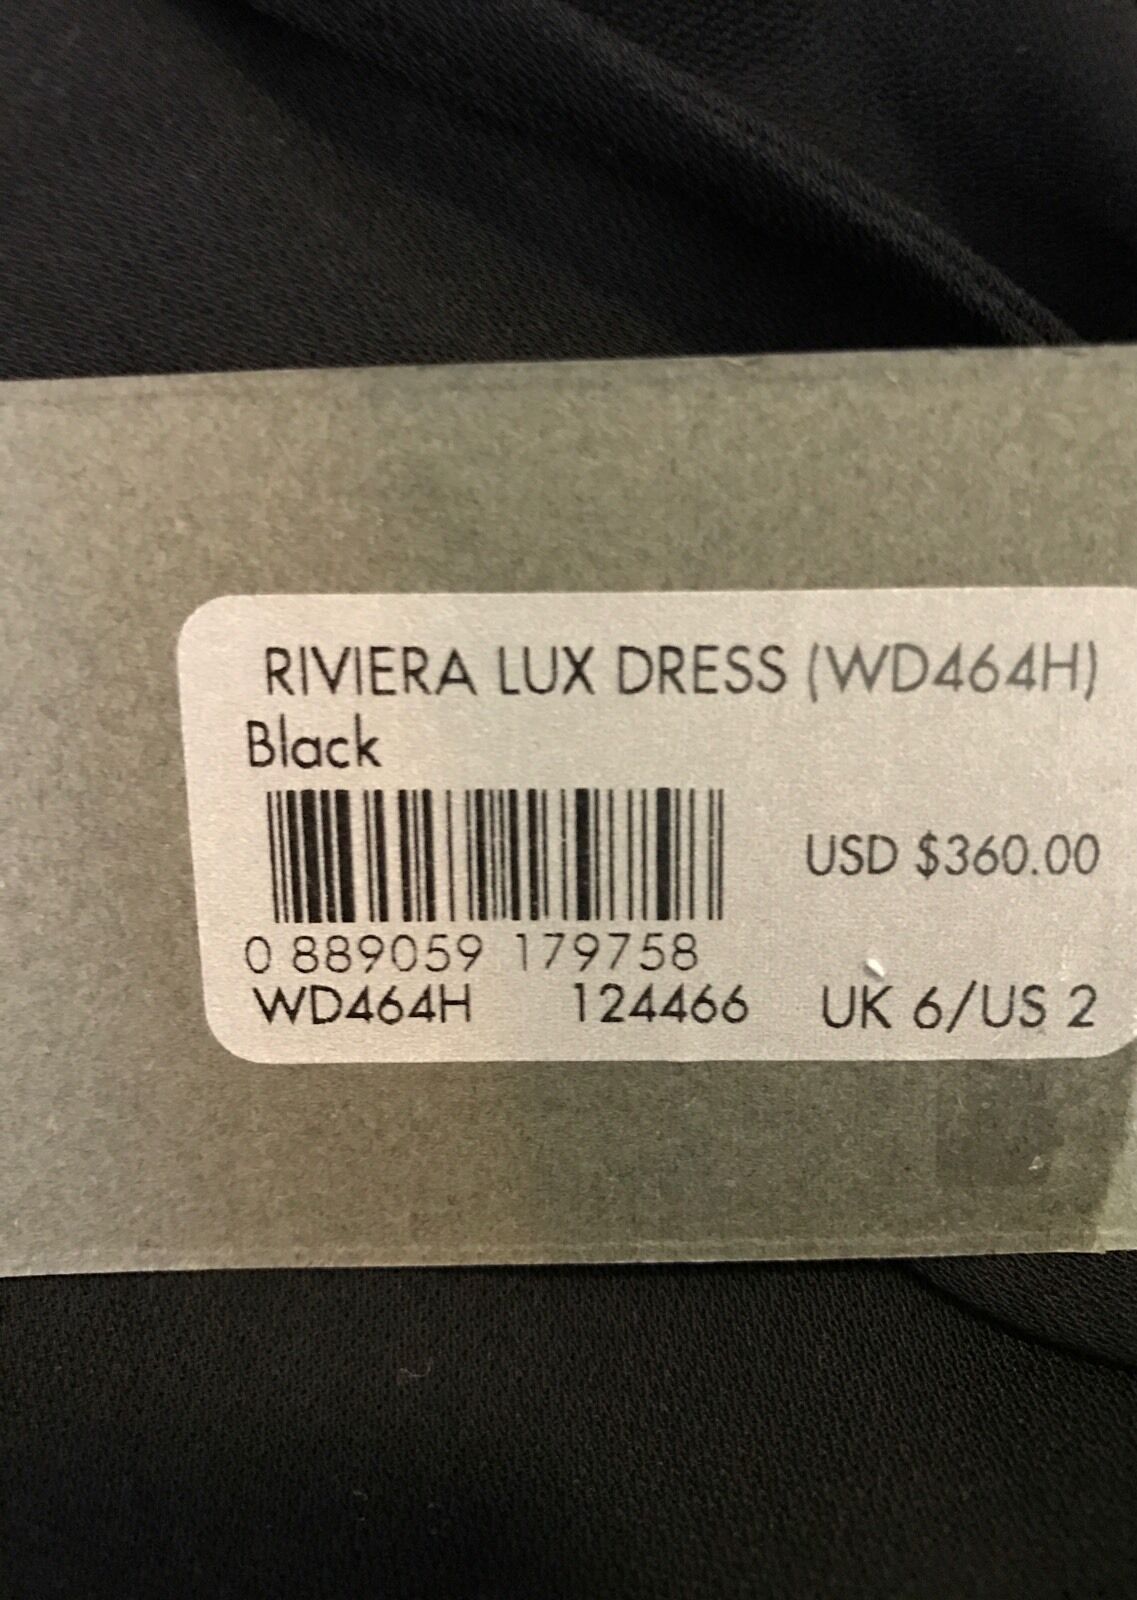 RIVIERA LUX DRESS (WD464H)
Black
USD $360.00
0 889059 179758
WD464H 124466 UK 6/US 2